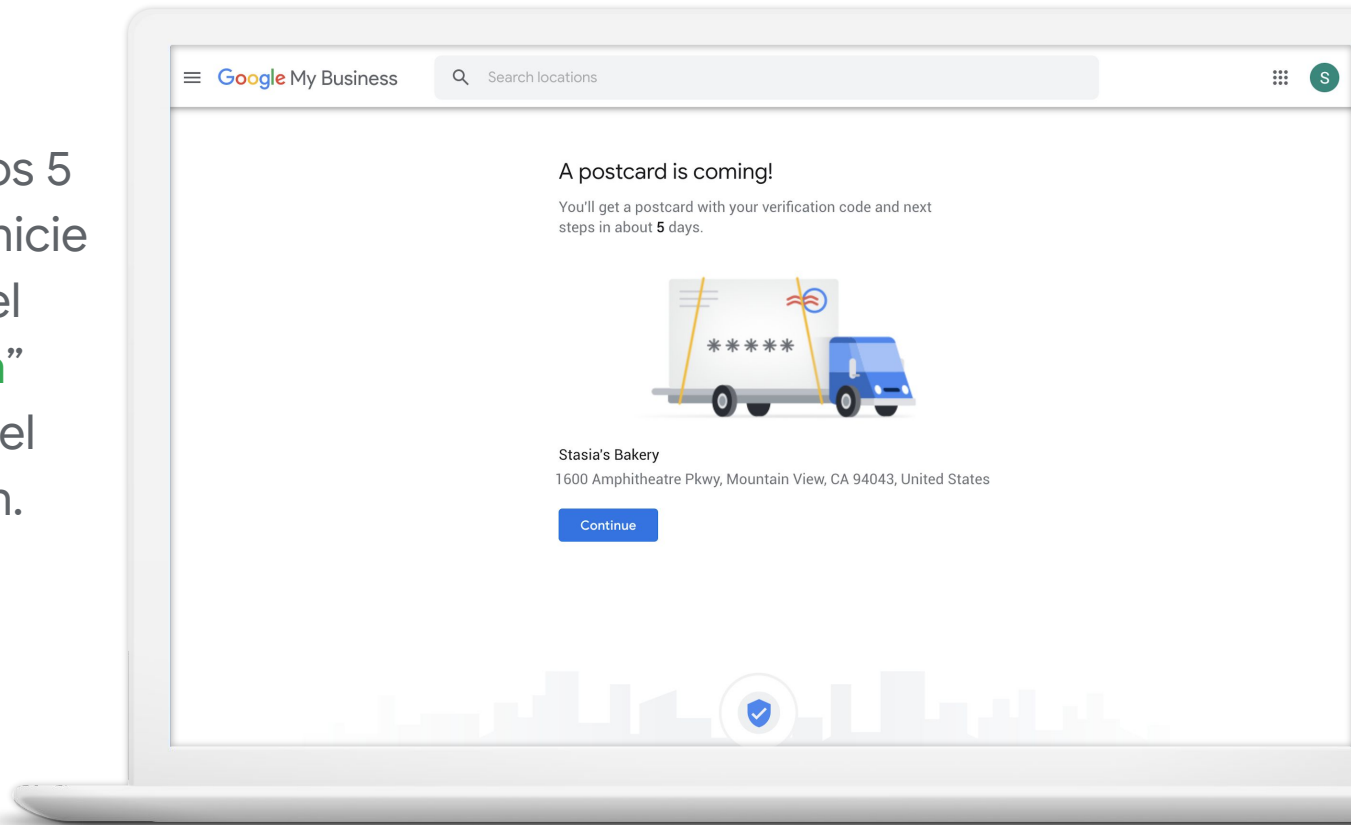 os 5
nicie
el
”
el
n.
Google My Business
Search locations
S
A postcard is coming!
You'll get a postcard with your verification code and next
steps in about 5 days.
*****
Stasia's Bakery
1600 Amphitheatre Pkwy, Mountain View, CA 94043, United States
Continue